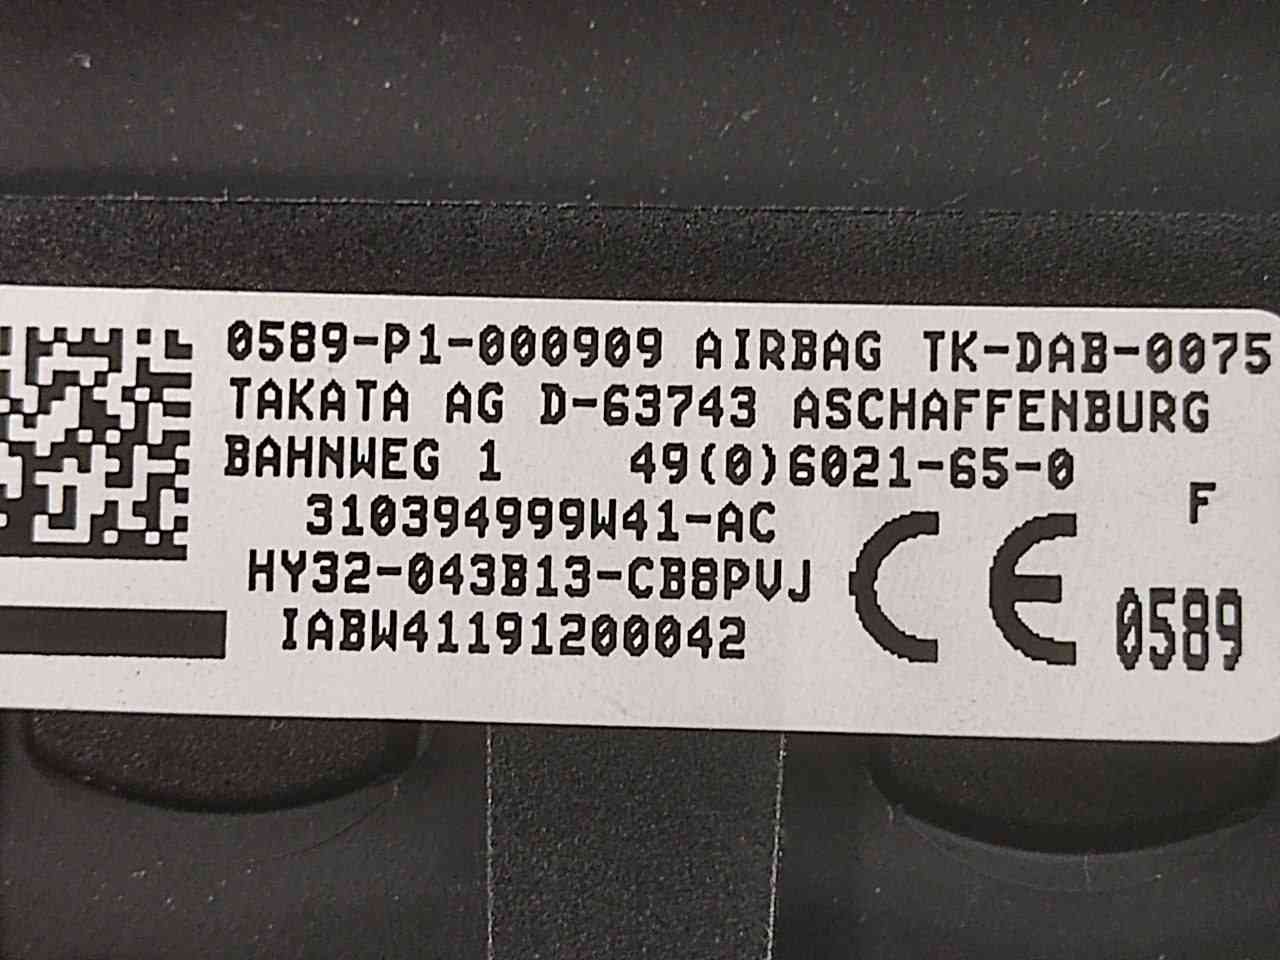 0589-P1-000909 AIRBAG TK-DAB-0075
TAKATA AG D-63743 ASCHAFFENBURG
BAHNWEG 1 49(0)6021-65-0
F
310394999W41-AC
CE
HY32-043B13-CB8PVJ
0589
IABW41191200042